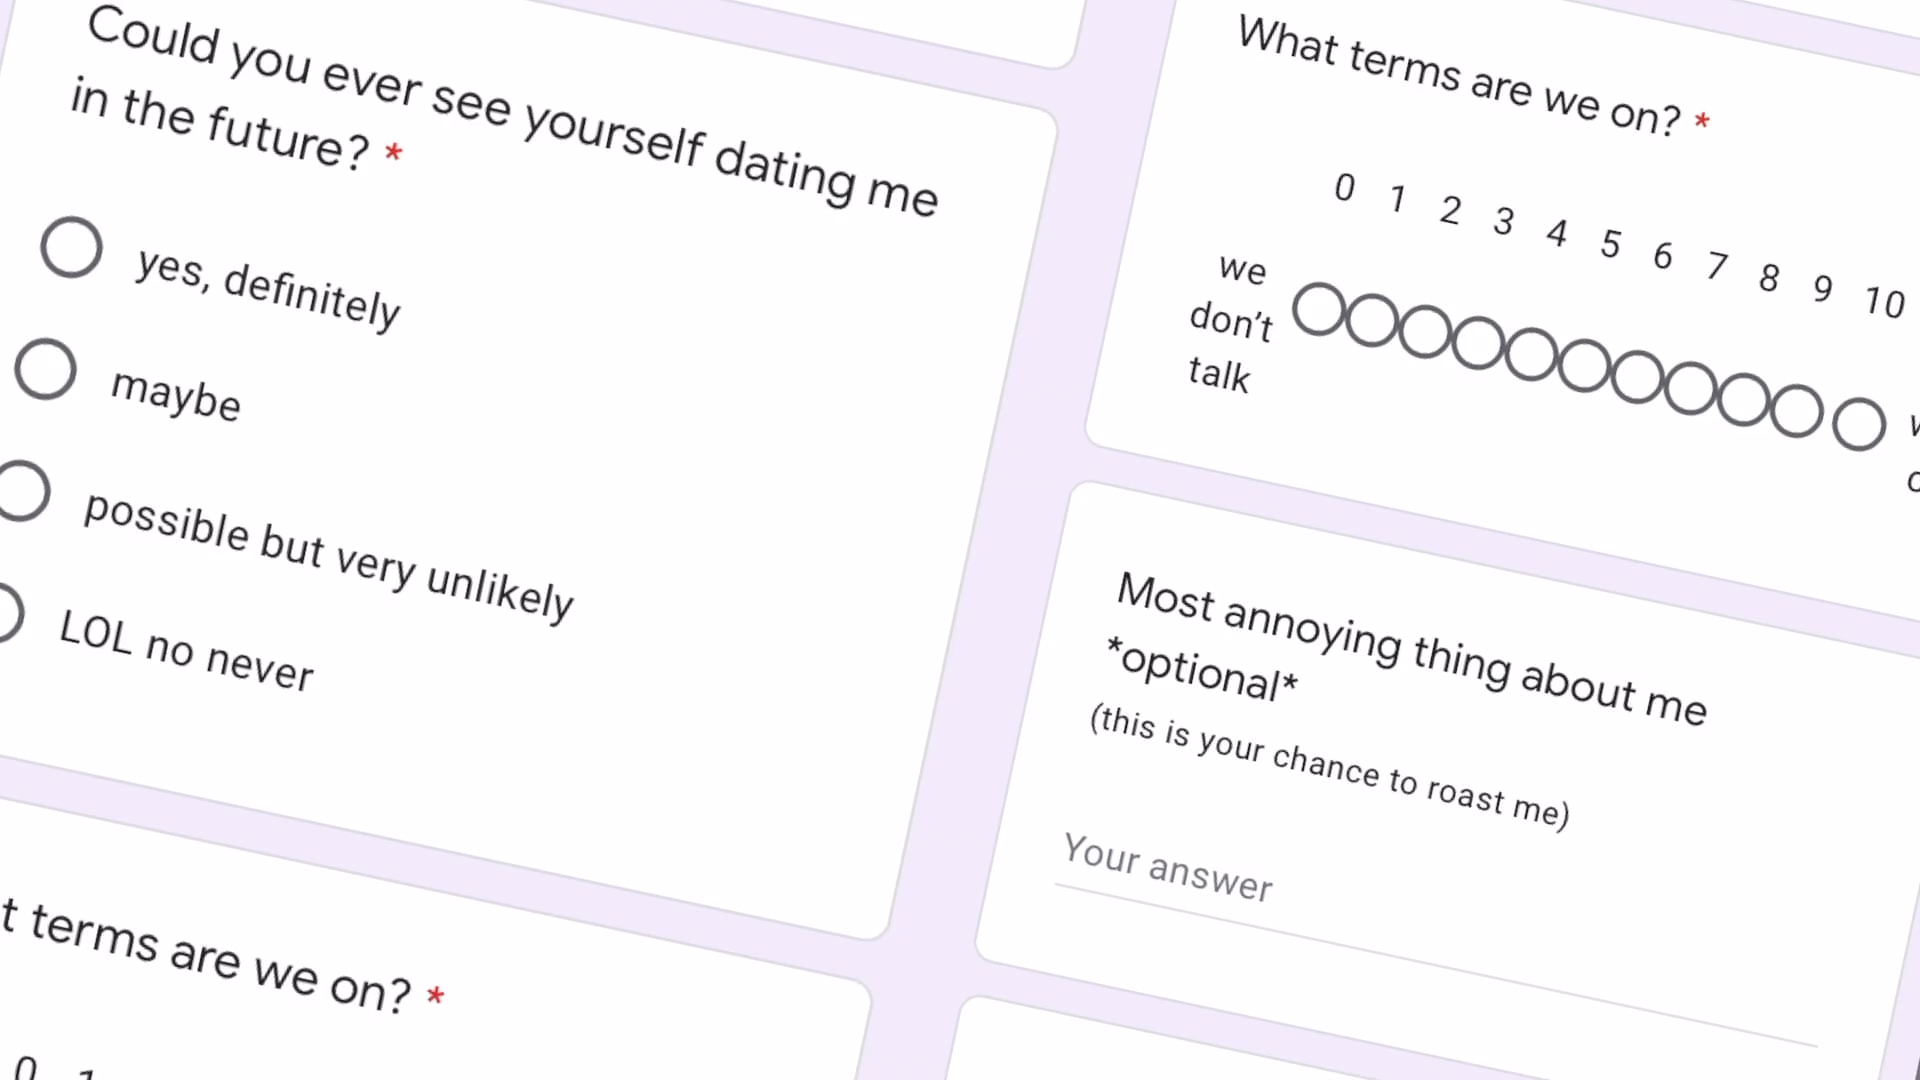 Could you ever see yourself dating me
in the future? *
yes, definitely
maybe
possible but very unlikely
LOL no never
t terms are we on? *
0 1
What terms are we on? *
0 1 2 3 4 5 6 7 8 9 10
we
don't
talk
Most annoying thing about me
*optional*
(this is your chance to roast me)
Your answer